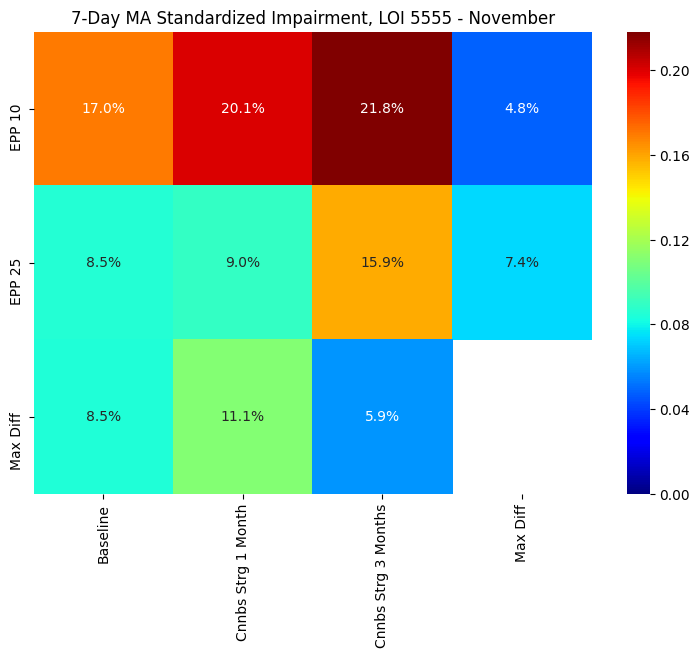 7-Day MA Standardized Impairment, LOI 5555 - November
EPP 10
17.0% 20.1% 21.8% 4.8%
EPP 25
8.5% 9.0% 15.9% 7.4%
Max Diff
8.5% 11.1% 5.9%
Baseline
Cnnbs Strg 1 Month
Cnnbs Strg 3 Months
Max Diff
0.20
0.16
0.12
0.08
0.04
0.00